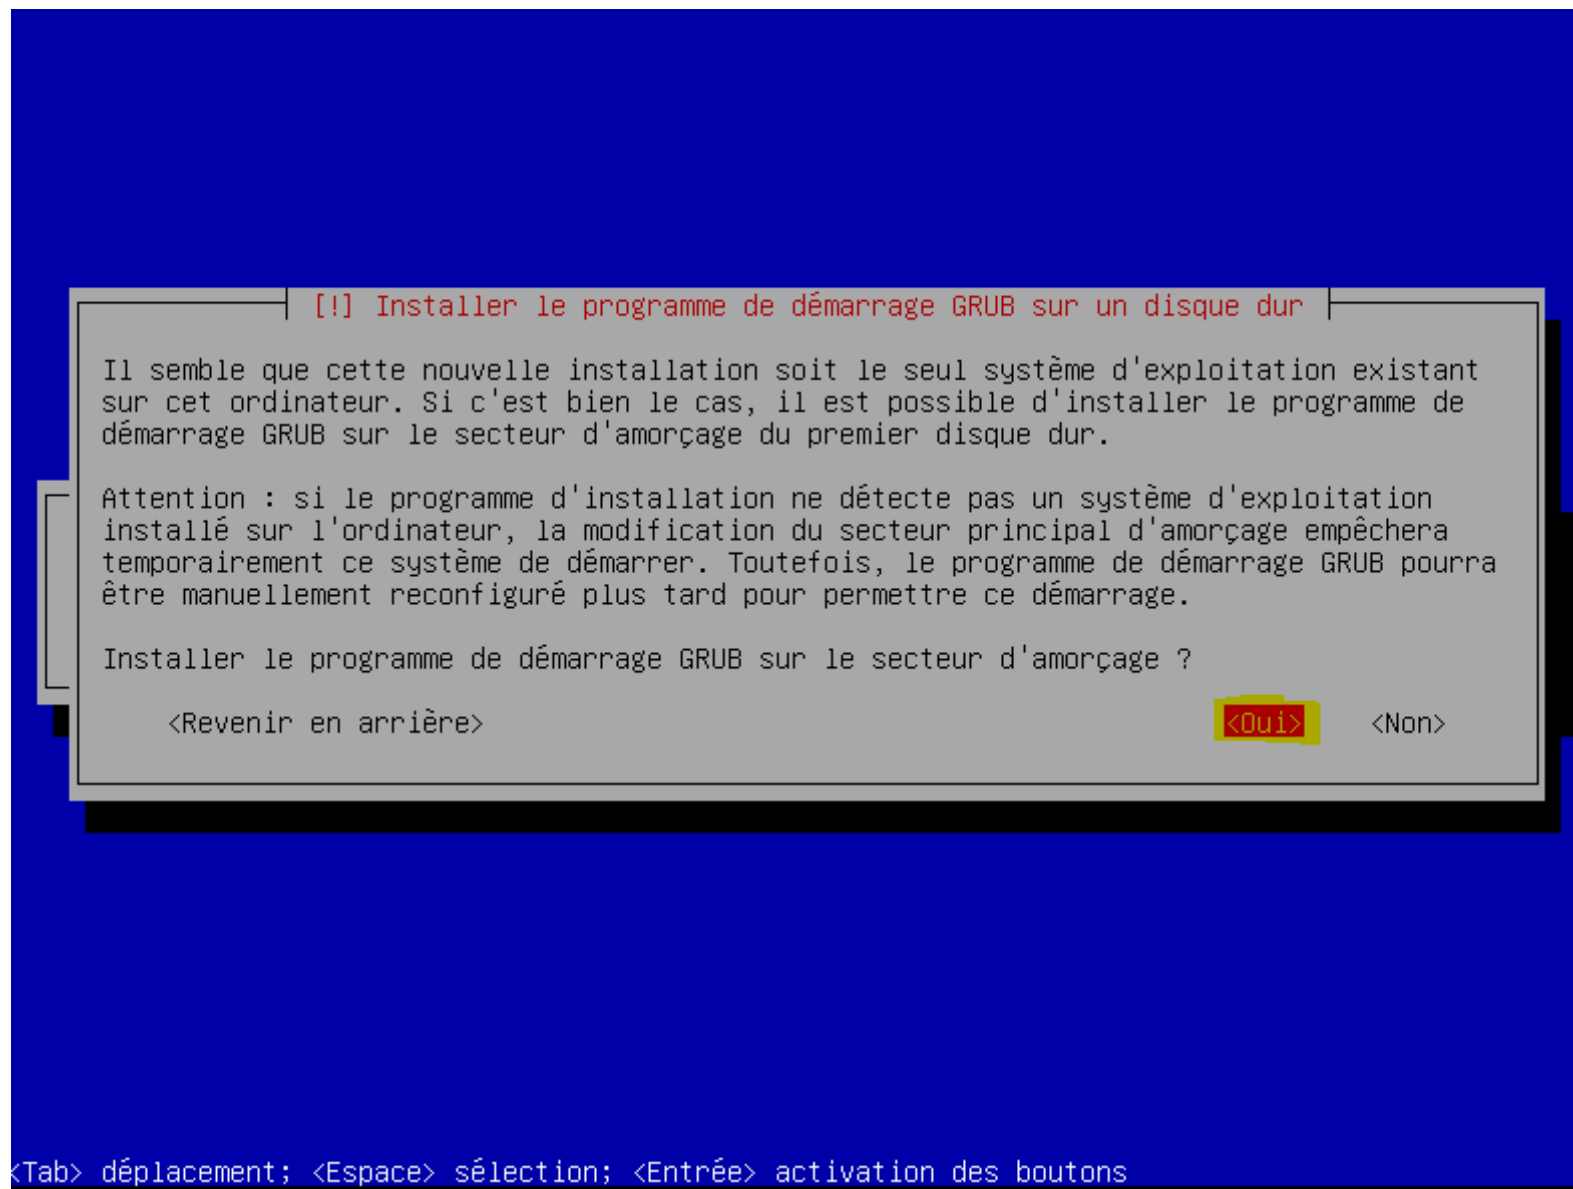 [!] Installer le programme de démarrage GRUB sur un disque dur
Il semble que cette nouvelle installation soit le seul système d'exploitation existant
sur cet ordinateur. Si c'est bien le cas, il est possible d'installer le programme de
démarrage GRUB sur le secteur d'amorçage du premier disque dur.
Attention : si le programme d'installation ne détecte pas un système d'exploitation
installé sur l'ordinateur, la modification du secteur principal d'amorçage empêchera
temporairement ce système de démarrer. Toutefois, le programme de démarrage GRUB pourra
être manuellement reconfiguré plus tard pour permettre ce démarrage.
Installer le programme de démarrage GRUB sur le secteur d'amorçage ?
<Revenir en arrière> <Oui> <Non>
<Tab> déplacement; <Espace> sélection; <Entrée> activation des boutons